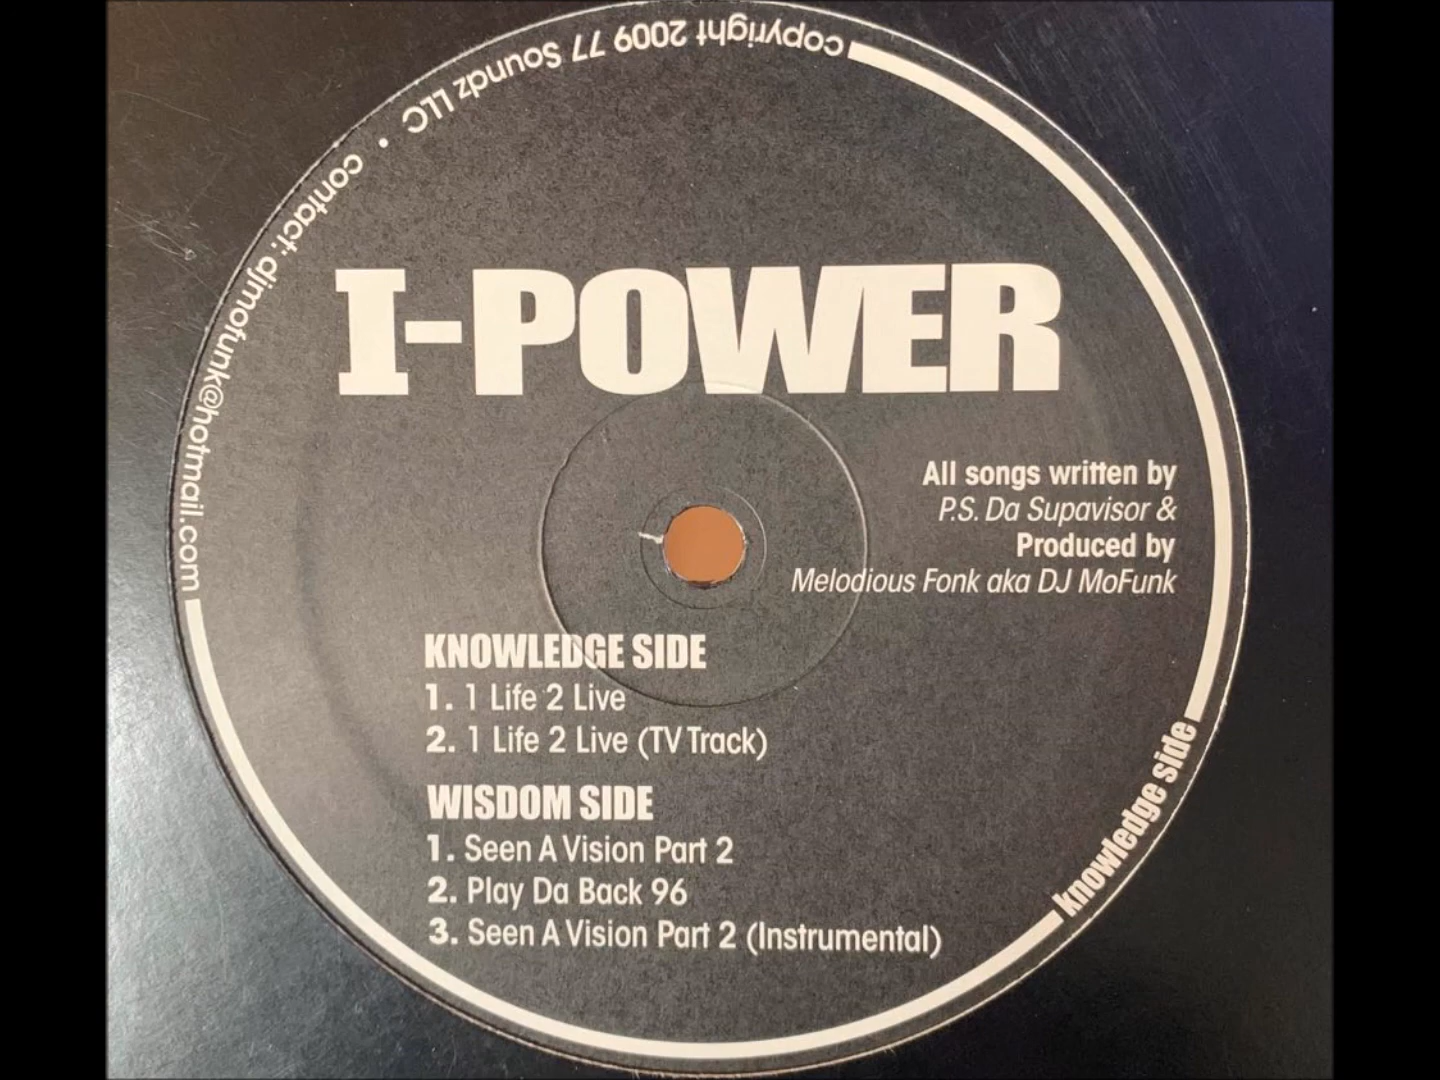 copyright 2009 77 Soundz LLC • contact: djmofunk@hotmail.com
I-POWER
All songs written by
P.S. Da Supavisor &
Produced by
Melodious Fonk aka DJ MoFunk
KNOWLEDGE SIDE
1. 1 Life 2 Live
2. 1 Life 2 Live (TV Track)
WISDOM SIDE
1. Seen A Vision Part 2
2. Play Da Back 96
3. Seen A Vision Part 2 (Instrumental)
knowledge side